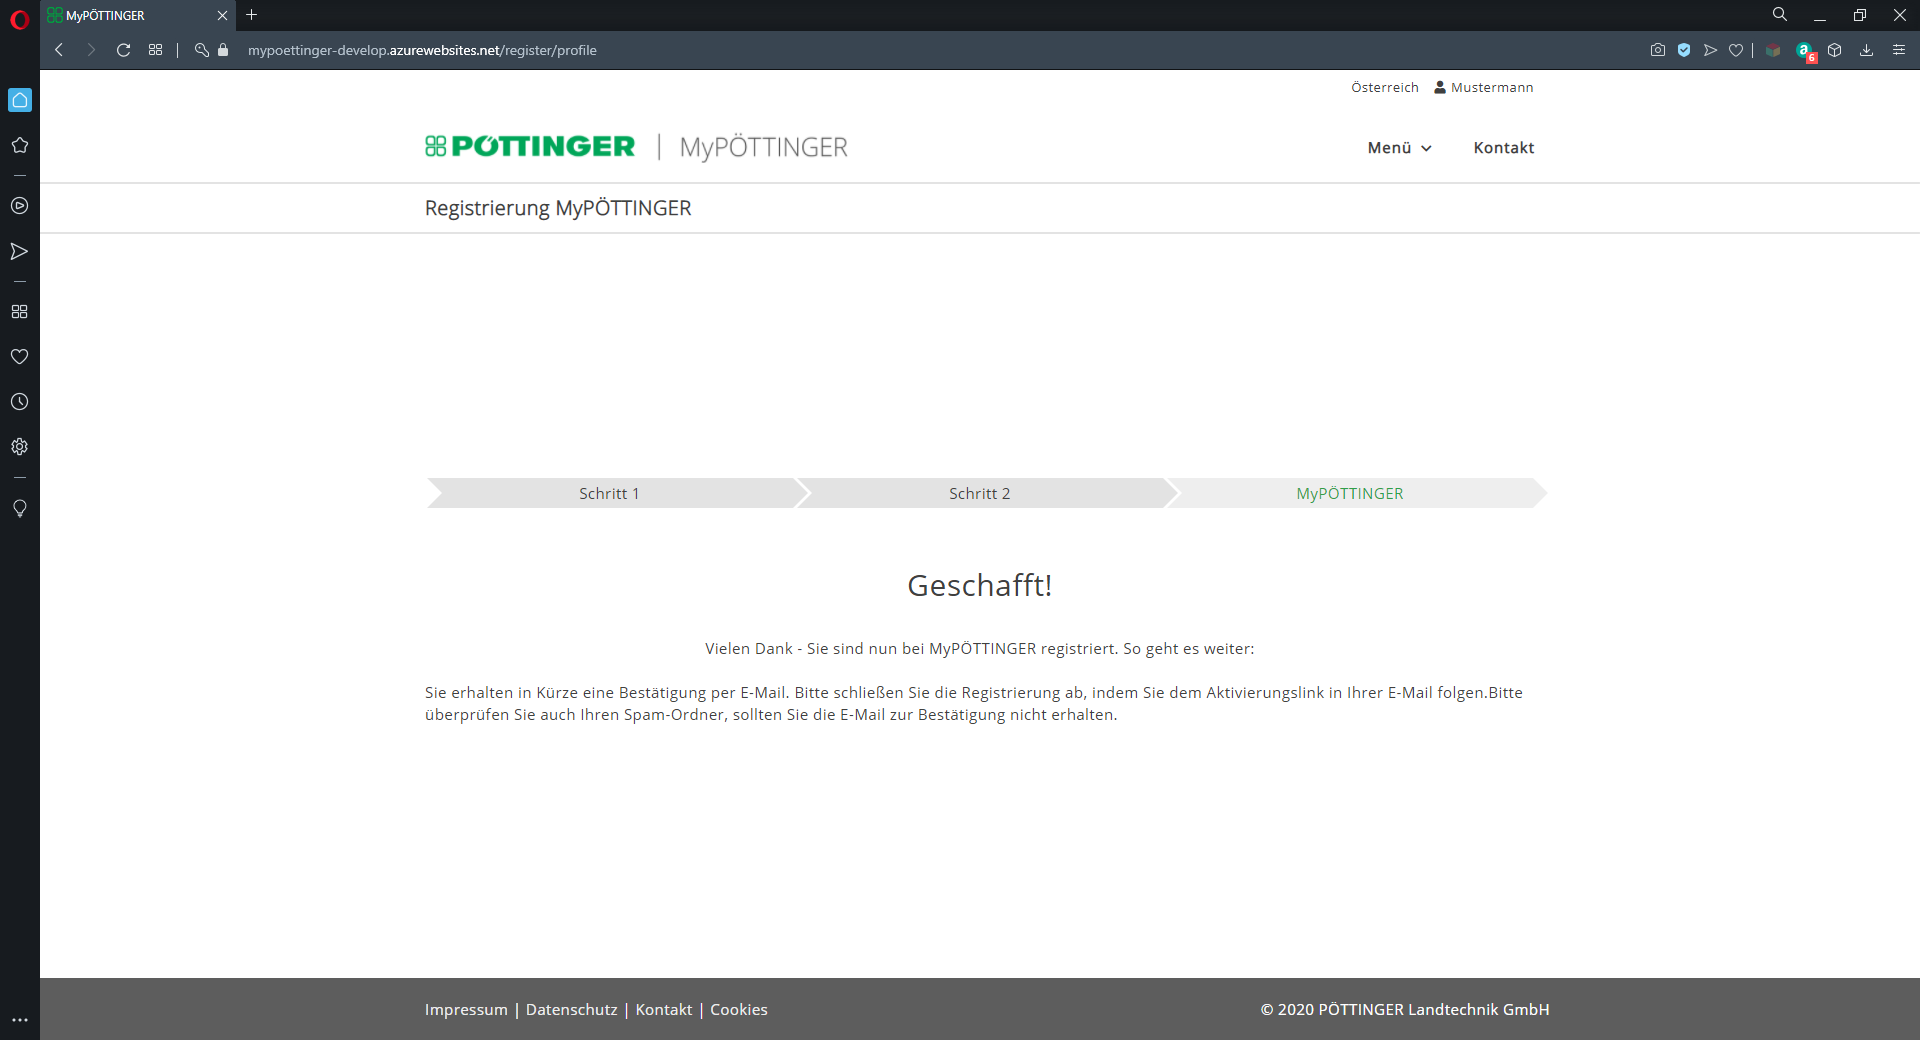 MyPÖTTINGER
mypoettinger-develop.azurewebsites.net/register/profile
a
6
Österreich Mustermann
PÖTTINGER | MyPÖTTINGER
Menü Kontakt
Registrierung MyPÖTTINGER
Schritt 1 Schritt 2 MyPÖTTINGER
Geschafft!
Vielen Dank - Sie sind nun bei MyPÖTTINGER registriert. So geht es weiter:
Sie erhalten in Kürze eine Bestätigung per E-Mail. Bitte schließen Sie die Registrierung ab, indem Sie dem Aktivierungslink in Ihrer E-Mail folgen.Bitte
überprüfen Sie auch Ihren Spam-Ordner, sollten Sie die E-Mail zur Bestätigung nicht erhalten.
Impressum | Datenschutz | Kontakt | Cookies
© 2020 PÖTTINGER Landtechnik GmbH